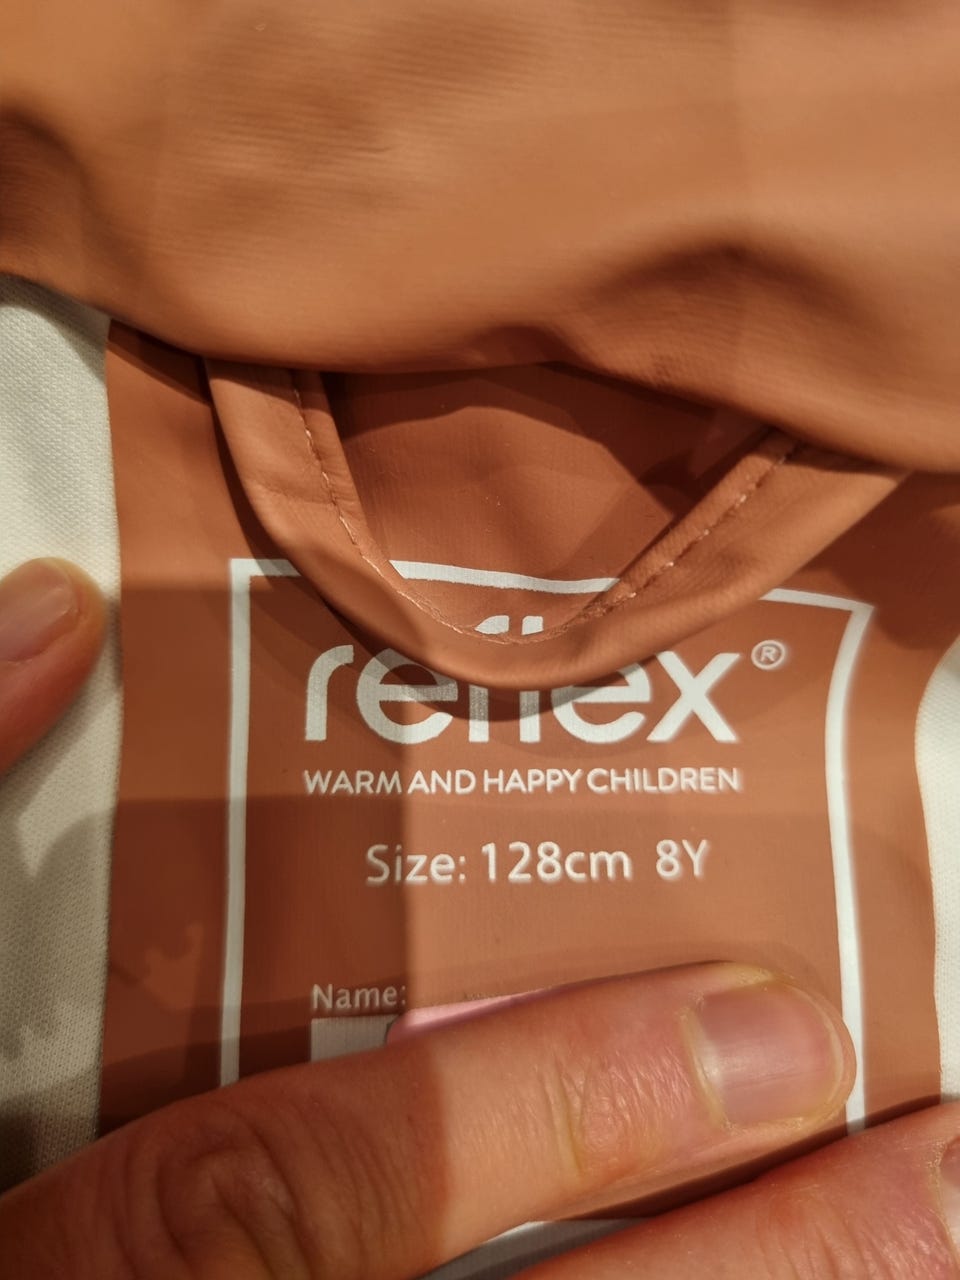 reflex®
WARM AND HAPPY CHILDREN
Size: 128cm 8Y
Name: